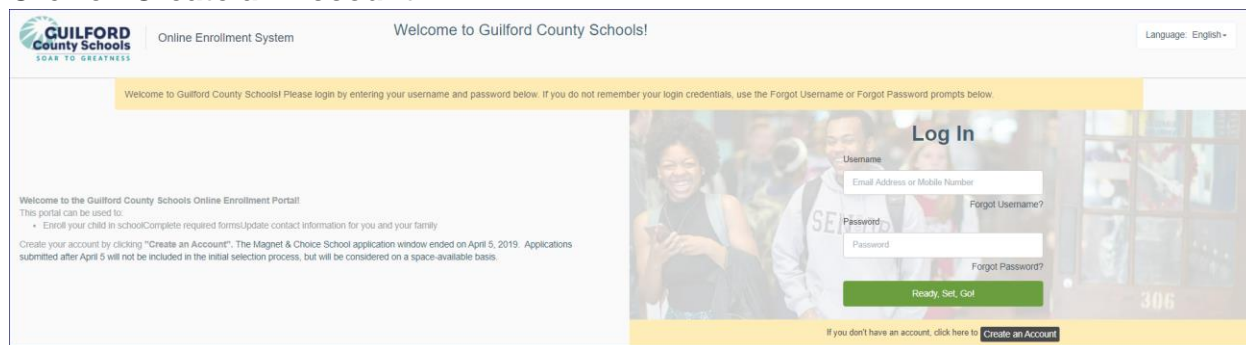 GUILFORD
County Schools
SOAR TO GREATNESS
Online Enrollment System
Welcome to Guilford County Schools!
Language: English
Welcome to Guilford County Schools! Please login by entering your username and password below. If you do not remember your login credentials, use the Forgot Username or Forgot Password prompts below.
Welcome to the Guilford County Schools Online Enrollment Portal!
This portal can be used to:
• Enroll your child in schoolComplete required formsUpdate contact information for you and your family
Create your account by clicking "Create an Account". The Magnet & Choice School application window ended on April 5, 2019. Applications
submitted after April 5 will not be included in the initial selection process, but will be considered on a space-available basis.
Log In
Username
Email Address or Mobile Number
Forgot Username?
Password
Password
Forgot Password?
Ready, Set, Go!
If you don't have an account, click here to Create an Account
306